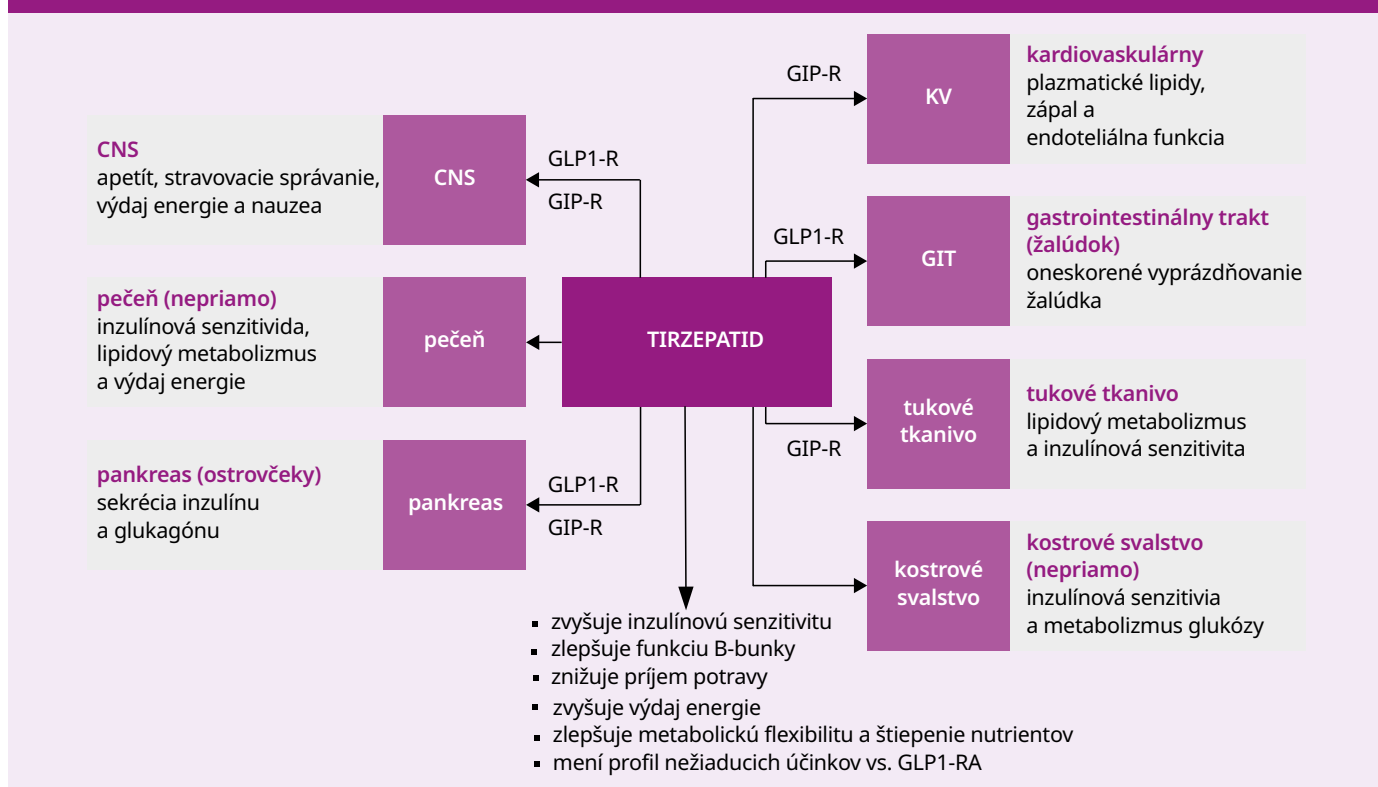 CNS
apetít, stravovacie správanie,
výdaj energie a nauzea
CNS
GLP1-R
GIP-R
pečeň (nepriamo)
inzulínová senzitivida,
lipidový metabolizmus
a výdaj energie
pečeň
pankreas (ostrovčeky)
sekrécia inzulínu
a glukagónu
pankreas
GLP1-R
GIP-R
TIRZEPATID
GIP-R
KV
kardiovaskulárny
plazmatické lipidy,
zápal a
endoteliálna funkcia
GLP1-R
GIT
gastrointestinálny trakt
(žalúdok)
oneskorené vyprázdňovanie
žalúdka
GIP-R
tukové
tkanivo
tukové tkanivo
lipidový metabolizmus
a inzulínová senzitivita
kostrové
svalstvo
kostrové svalstvo
(nepriamo)
inzulínová senzitivia
a metabolizmus glukózy
▪ zvyšuje inzulínovú senzitivitu
▪ zlepšuje funkciu B-bunky
▪ znižuje príjem potravy
▪ zvyšuje výdaj energie
▪ zlepšuje metabolickú flexibilitu a štiepenie nutrientov
▪ mení profil nežiaducich účinkov vs. GLP1-RA